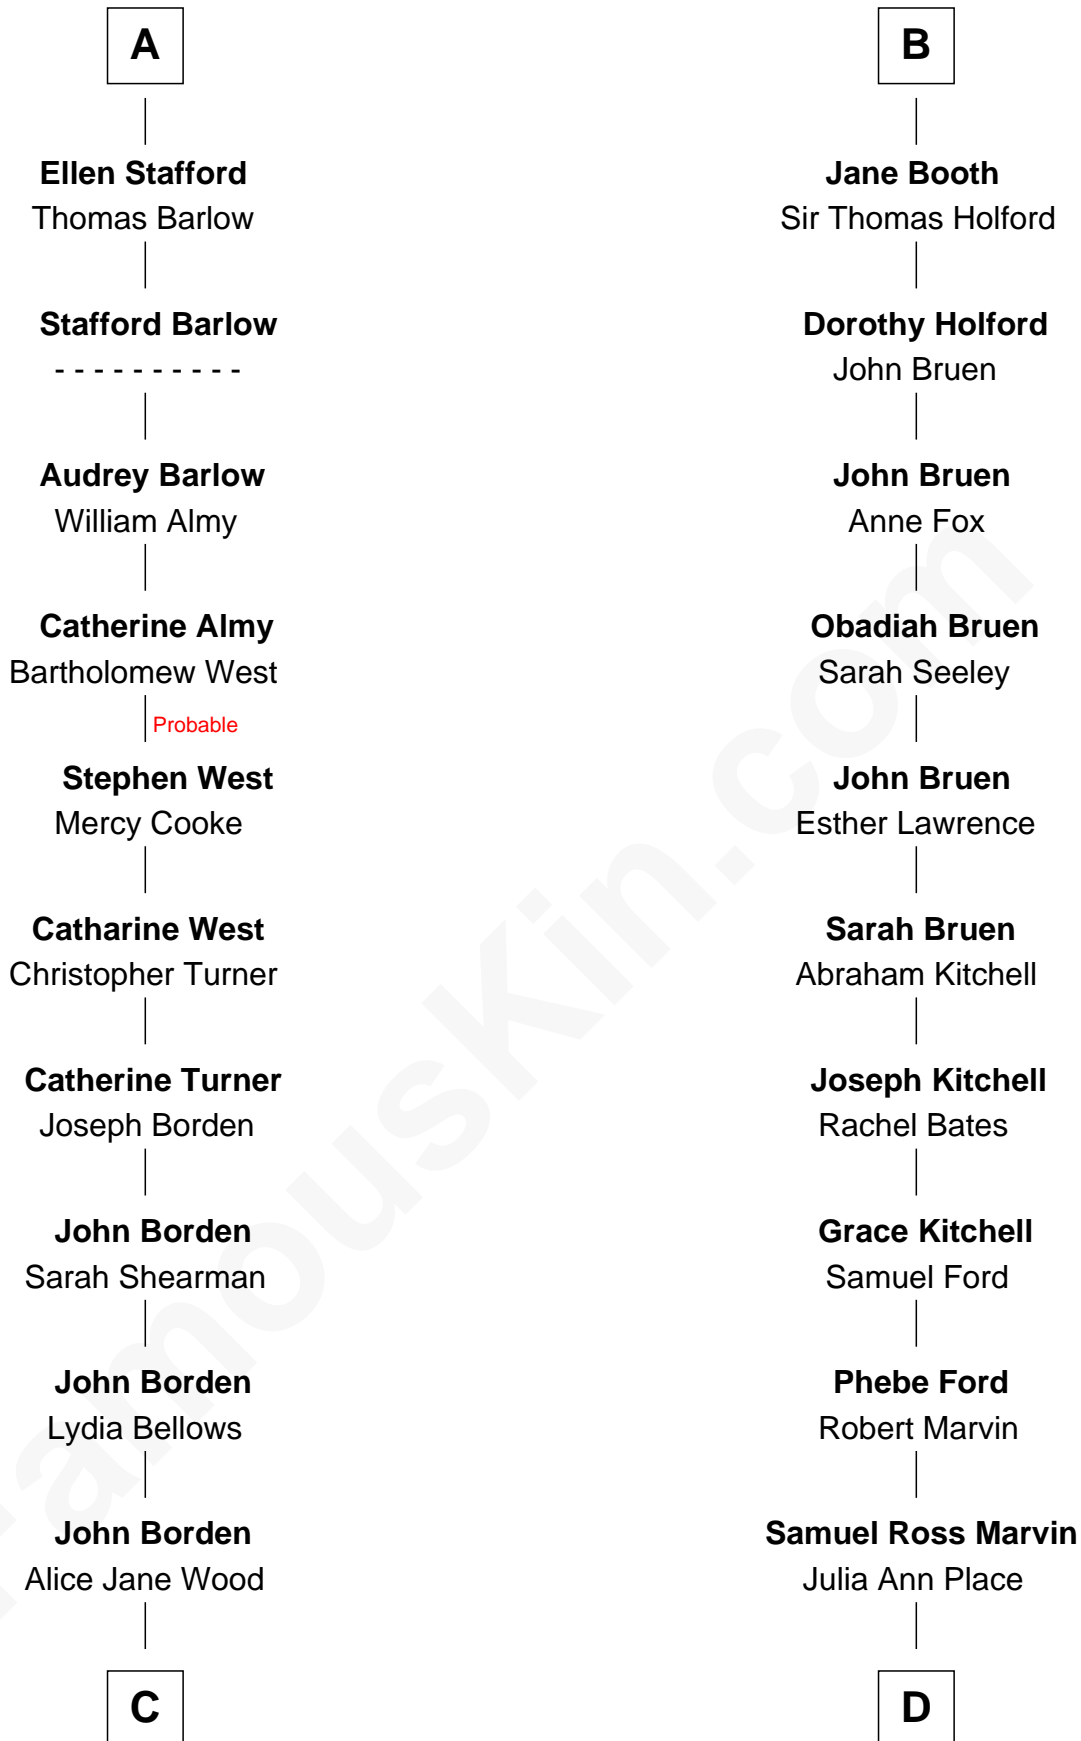 A
Ellen Stafford
Thomas Barlow
Stafford Barlow
- - - - - - - - - -
Audrey Barlow
William Almy
Catherine Almy
Bartholomew West
Probable
Stephen West
Mercy Cooke
Catharine West
Christopher Turner
Catherine Turner
Joseph Borden
John Borden
Sarah Shearman
John Borden
Lydia Bellows
John Borden
Alice Jane Wood
C
B
Jane Booth
Sir Thomas Holford
Dorothy Holford
John Bruen
John Bruen
Anne Fox
Obadiah Bruen
Sarah Seeley
John Bruen
Esther Lawrence
Sarah Bruen
Abraham Kitchell
Joseph Kitchell
Rachel Bates
Grace Kitchell
Samuel Ford
Phebe Ford
Robert Marvin
Samuel Ross Marvin
Julia Ann Place
D
FamousKin.com